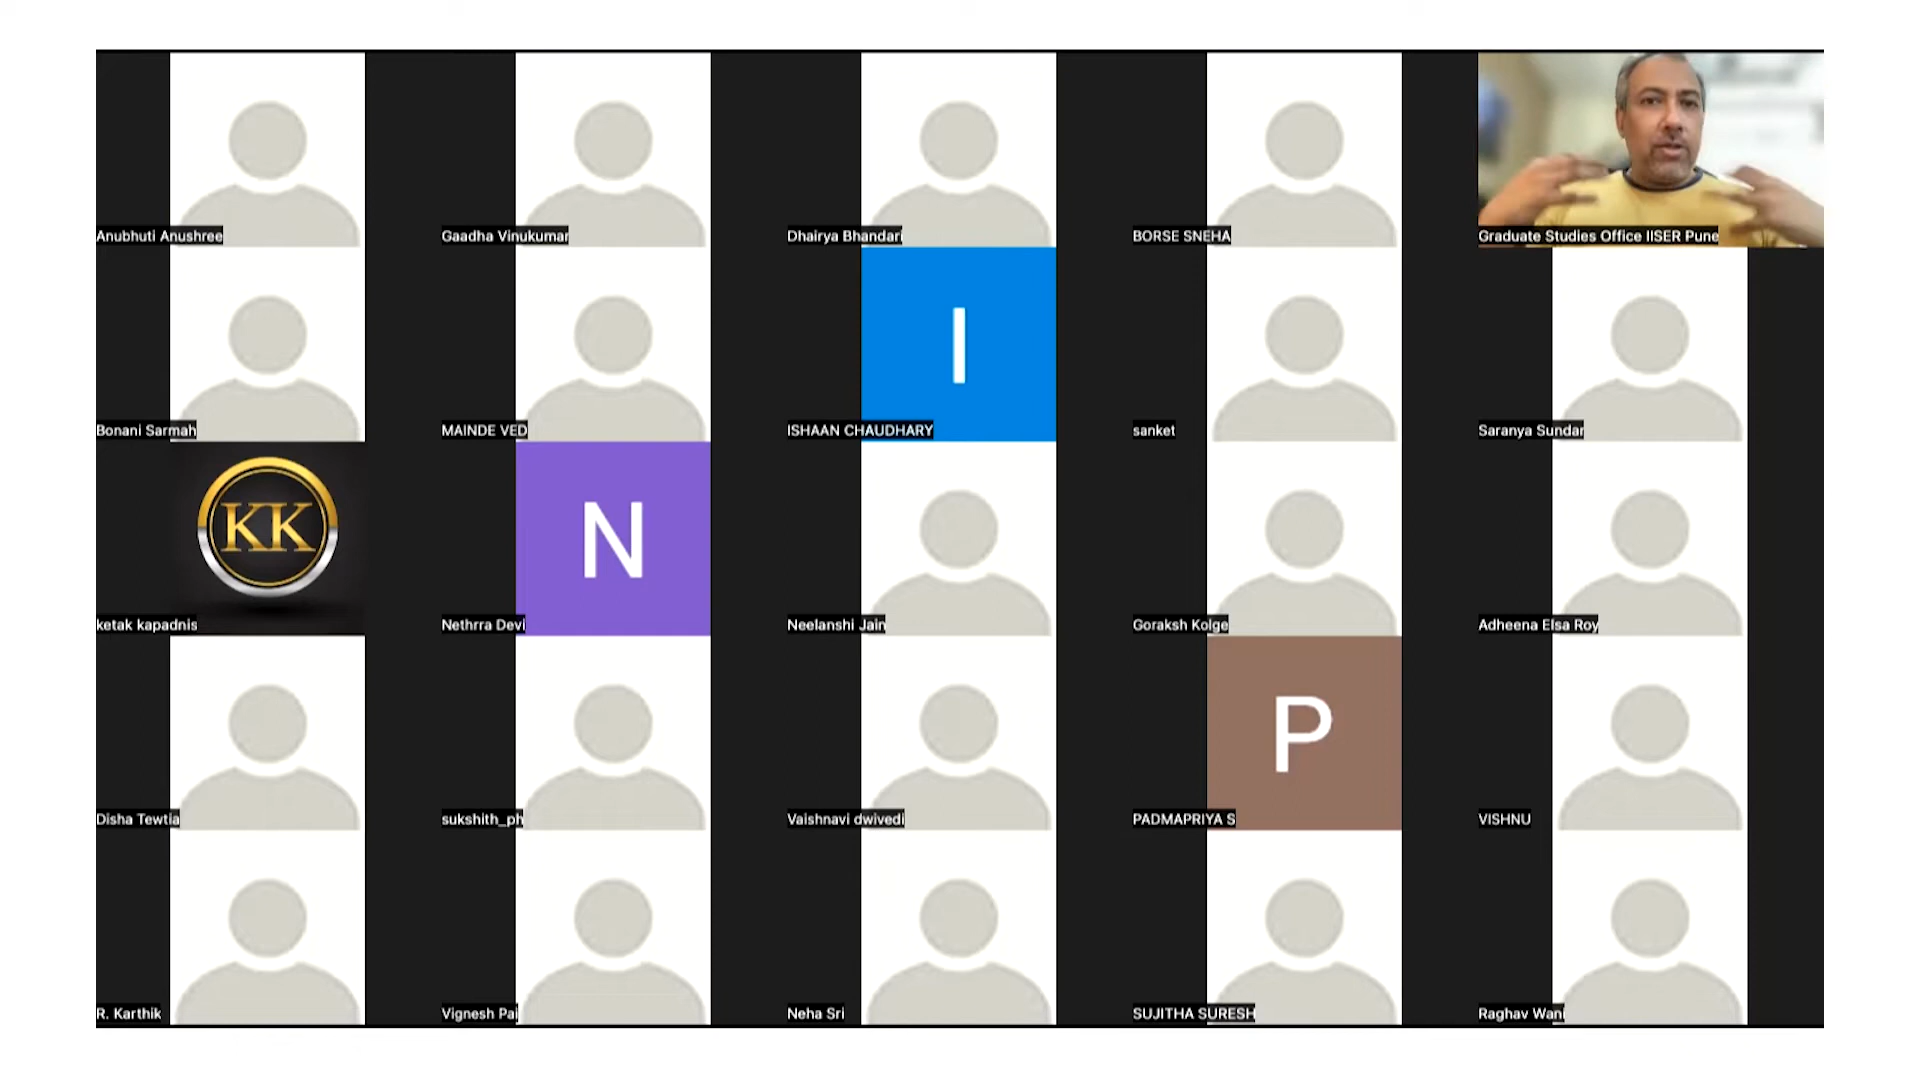 Anubhuti Anushree
Gaadha Vinukumar
Dhairya Bhandari
BORSE SNEHA
Graduate Studies Office IISER Pune
Bonani Sarmah
MAINDE VED
I
ISHAAN CHAUDHARY
sanket
Saranya Sundar
KK
ketak kapadnis
N
Nethrra Devi
Neelanshi Jain
Goraksh Kolge
Adheena Elsa Roy
Disha Tewtia
sukshith_ph
Vaishnavi dwivedi
P
PADMAPRIYA S
VISHNU
R. Karthik
Vignesh Pai
Neha Sri
SUJITHA SURESH
Raghav Wani